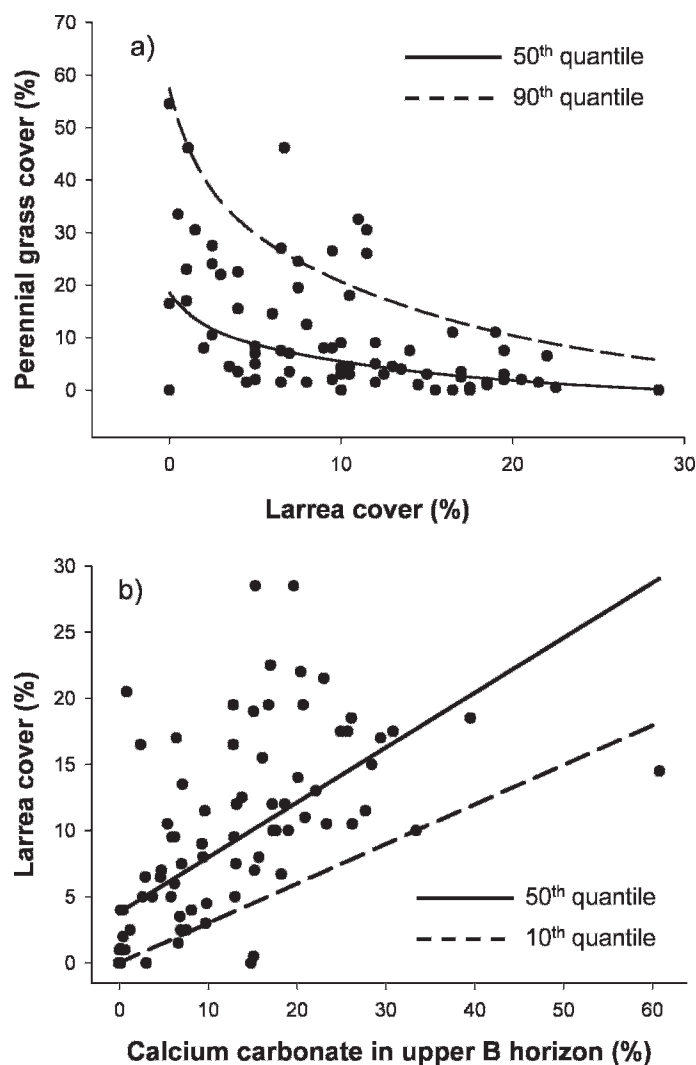 a)
50th quantile
90th quantile
70
60
50
40
30
20
10
0
Perennial grass cover (%)
0
10
20
30
Larrea cover (%)
b)
30
25
20
15
10
5
0
Larrea cover (%)
50th quantile
10th quantile
0
10
20
30
40
50
60
Calcium carbonate in upper B horizon (%)